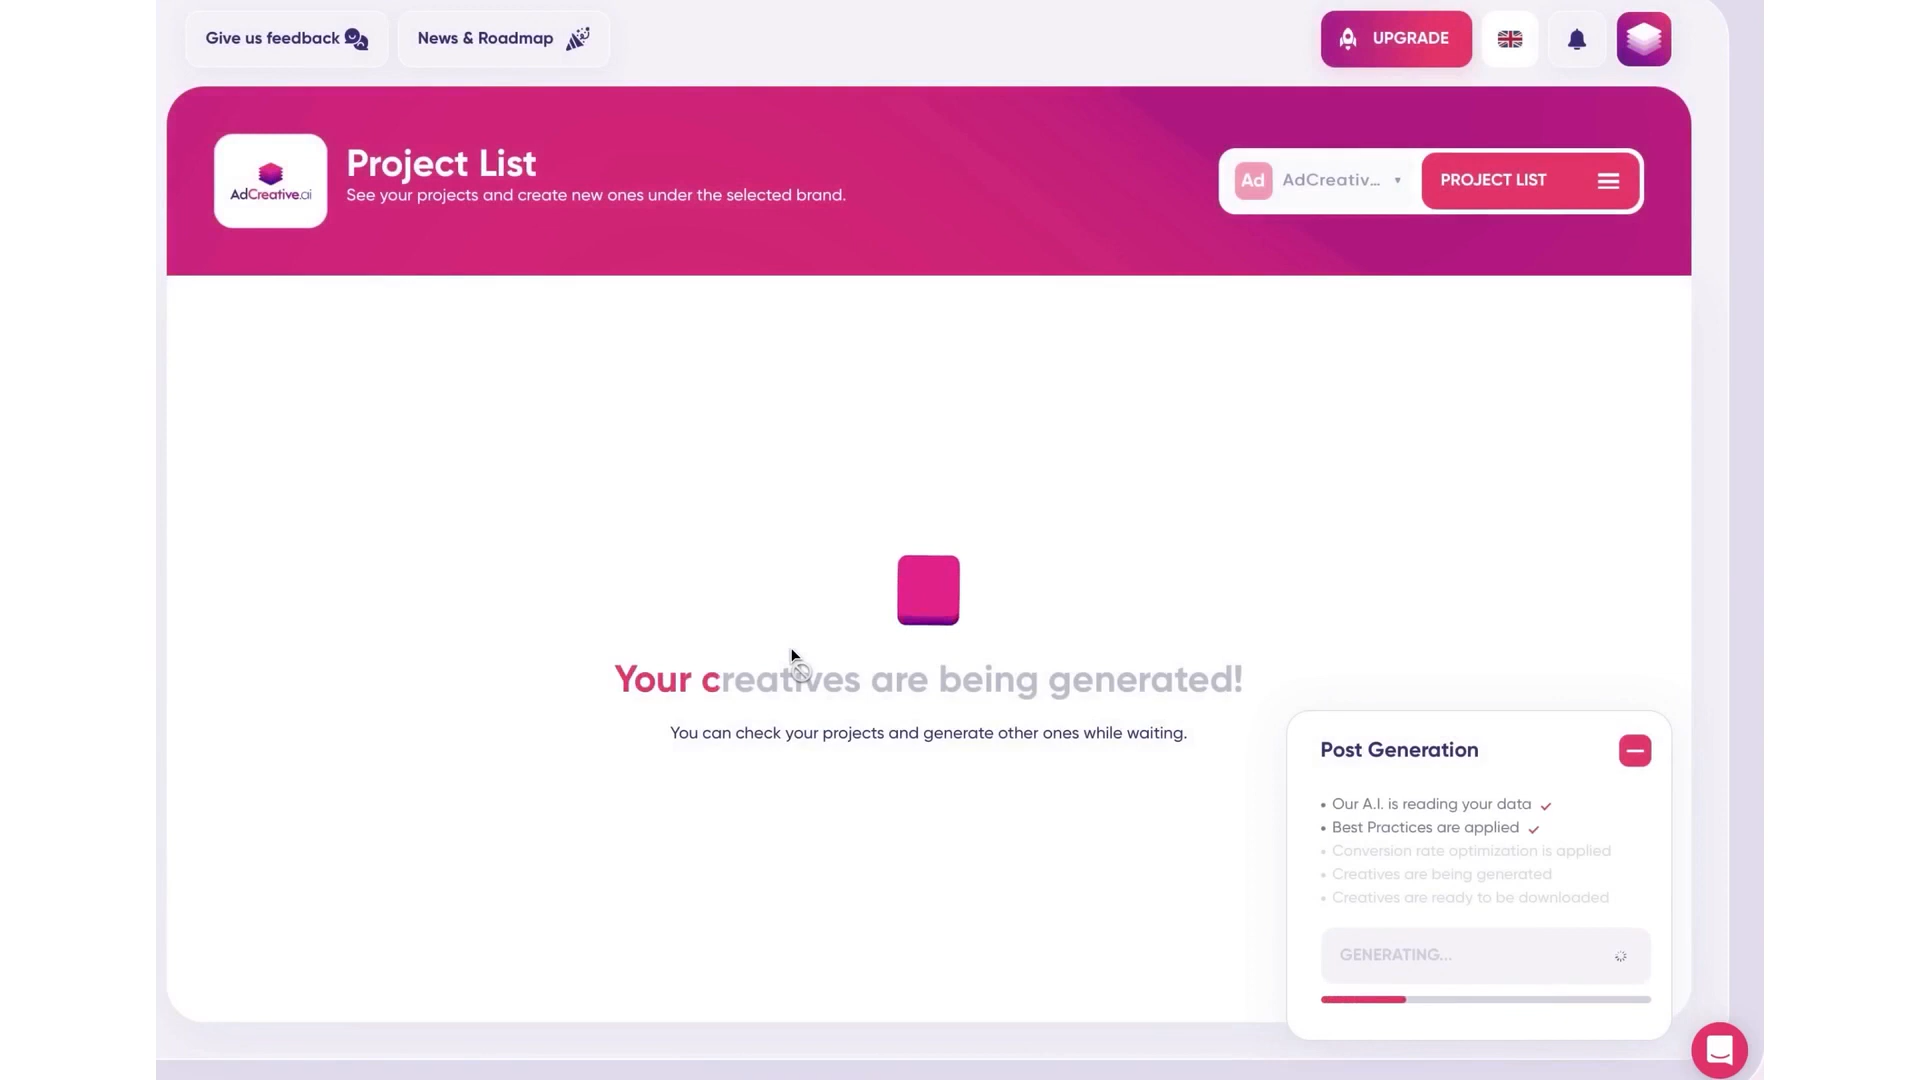 Give us feedback
News & Roadmap
UPGRADE
AdCreative.ai
Project List
See your projects and create new ones under the selected brand.
Ad
AdCreativ...
PROJECT LIST
Your creatives are being generated!
You can check your projects and generate other ones while waiting.
Post Generation
• Our A.I. is reading your data
• Best Practices are applied
• Conversion rate optimization is applied
• Creatives are being generated
• Creatives are ready to be downloaded
GENERATING...